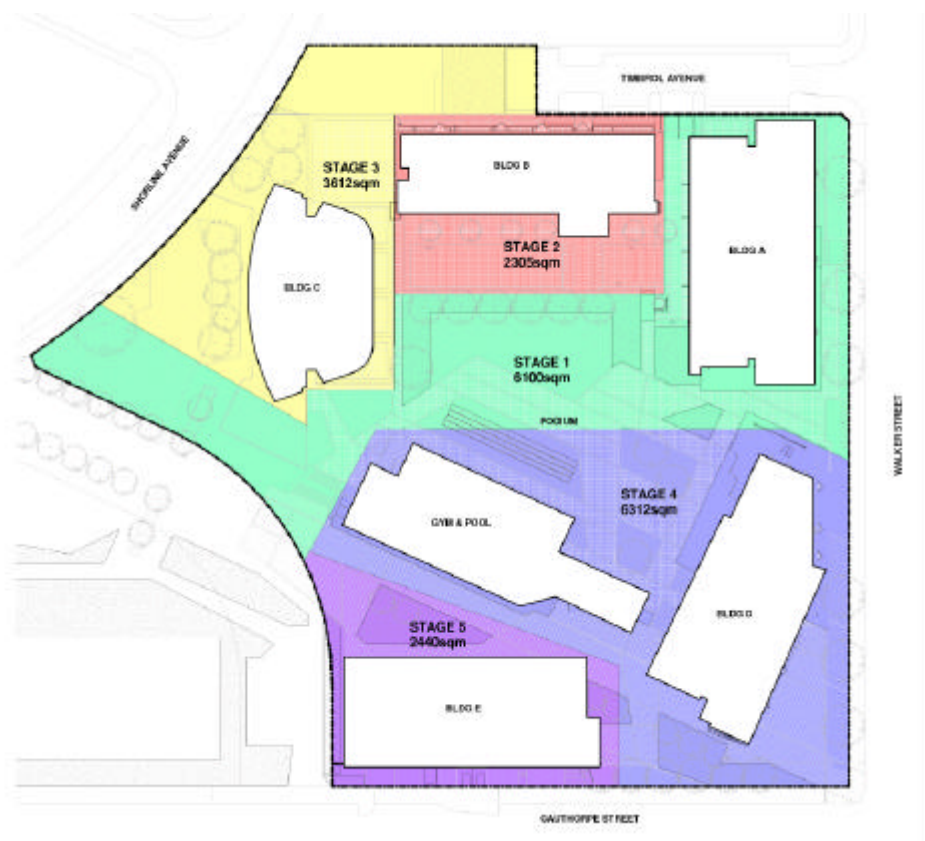 TIMBROL AVENUE
SHORLINE AVENUE
BLDG B
STAGE 3
3612sqm
STAGE 2
2305sqm
BLDG A
BLDG C
STAGE 1
6100sqm
PODIUM
WALKER STREET
STAGE 4
6312sqm
GYM & POOL
BLDG D
STAGE 5
2440sqm
BLDG E
GAUTHORPE STREET